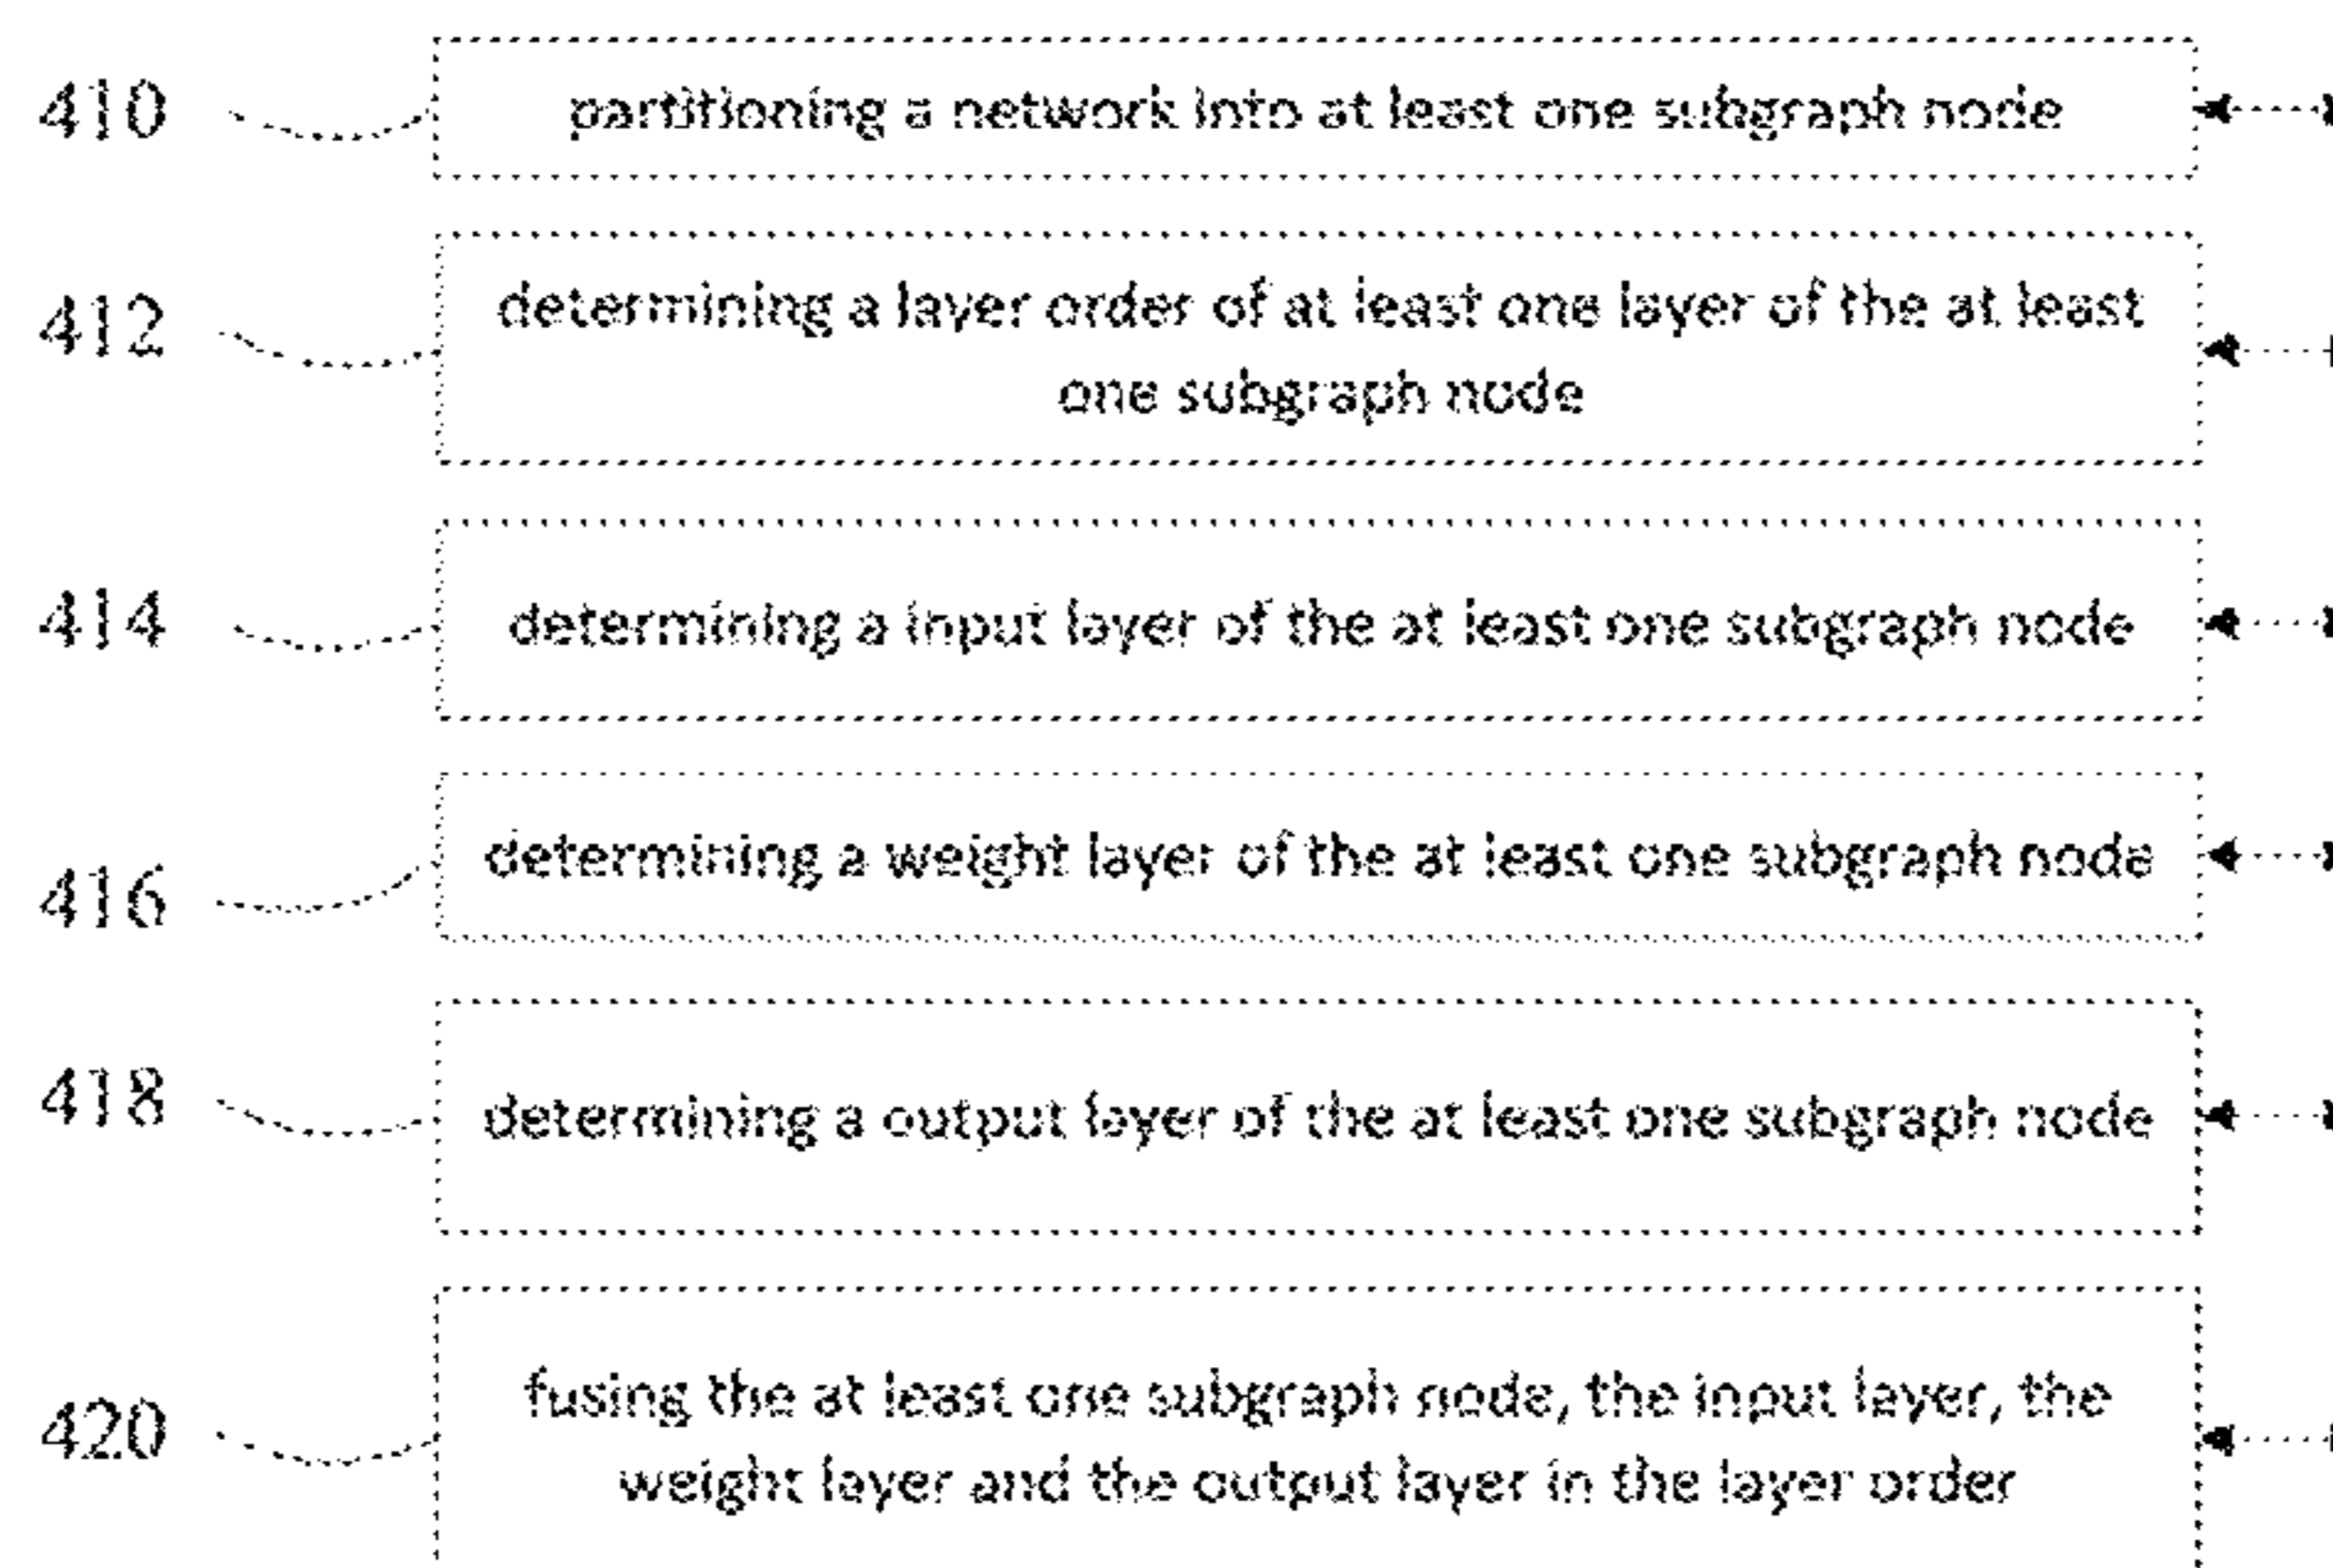 410
partitioning a network into at least one subgraph node
412
determining a layer order of at least one layer of the at least
one subgraph node
414
determining a input layer of the at least one subgraph node
416
determining a weight layer of the at least one subgraph node
418
determining a output layer of the at least one subgraph node
420
fusing the at least one subgraph node, the input layer, the
weight layer and the output layer in the layer order